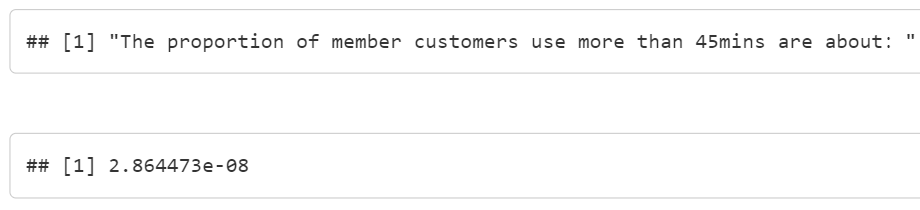 ## [1] "The proportion of member customers use more than 45mins are about: "
## [1] 2.864473e-08